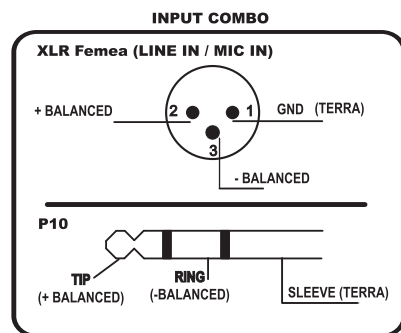 INPUT COMBO
XLR Femea (LINE IN / MIC IN)
+ BALANCED
2
1
GND (TERRA)
3
- BALANCED
P10
TIP
(+ BALANCED)
RING
(-BALANCED)
SLEEVE (TERRA)